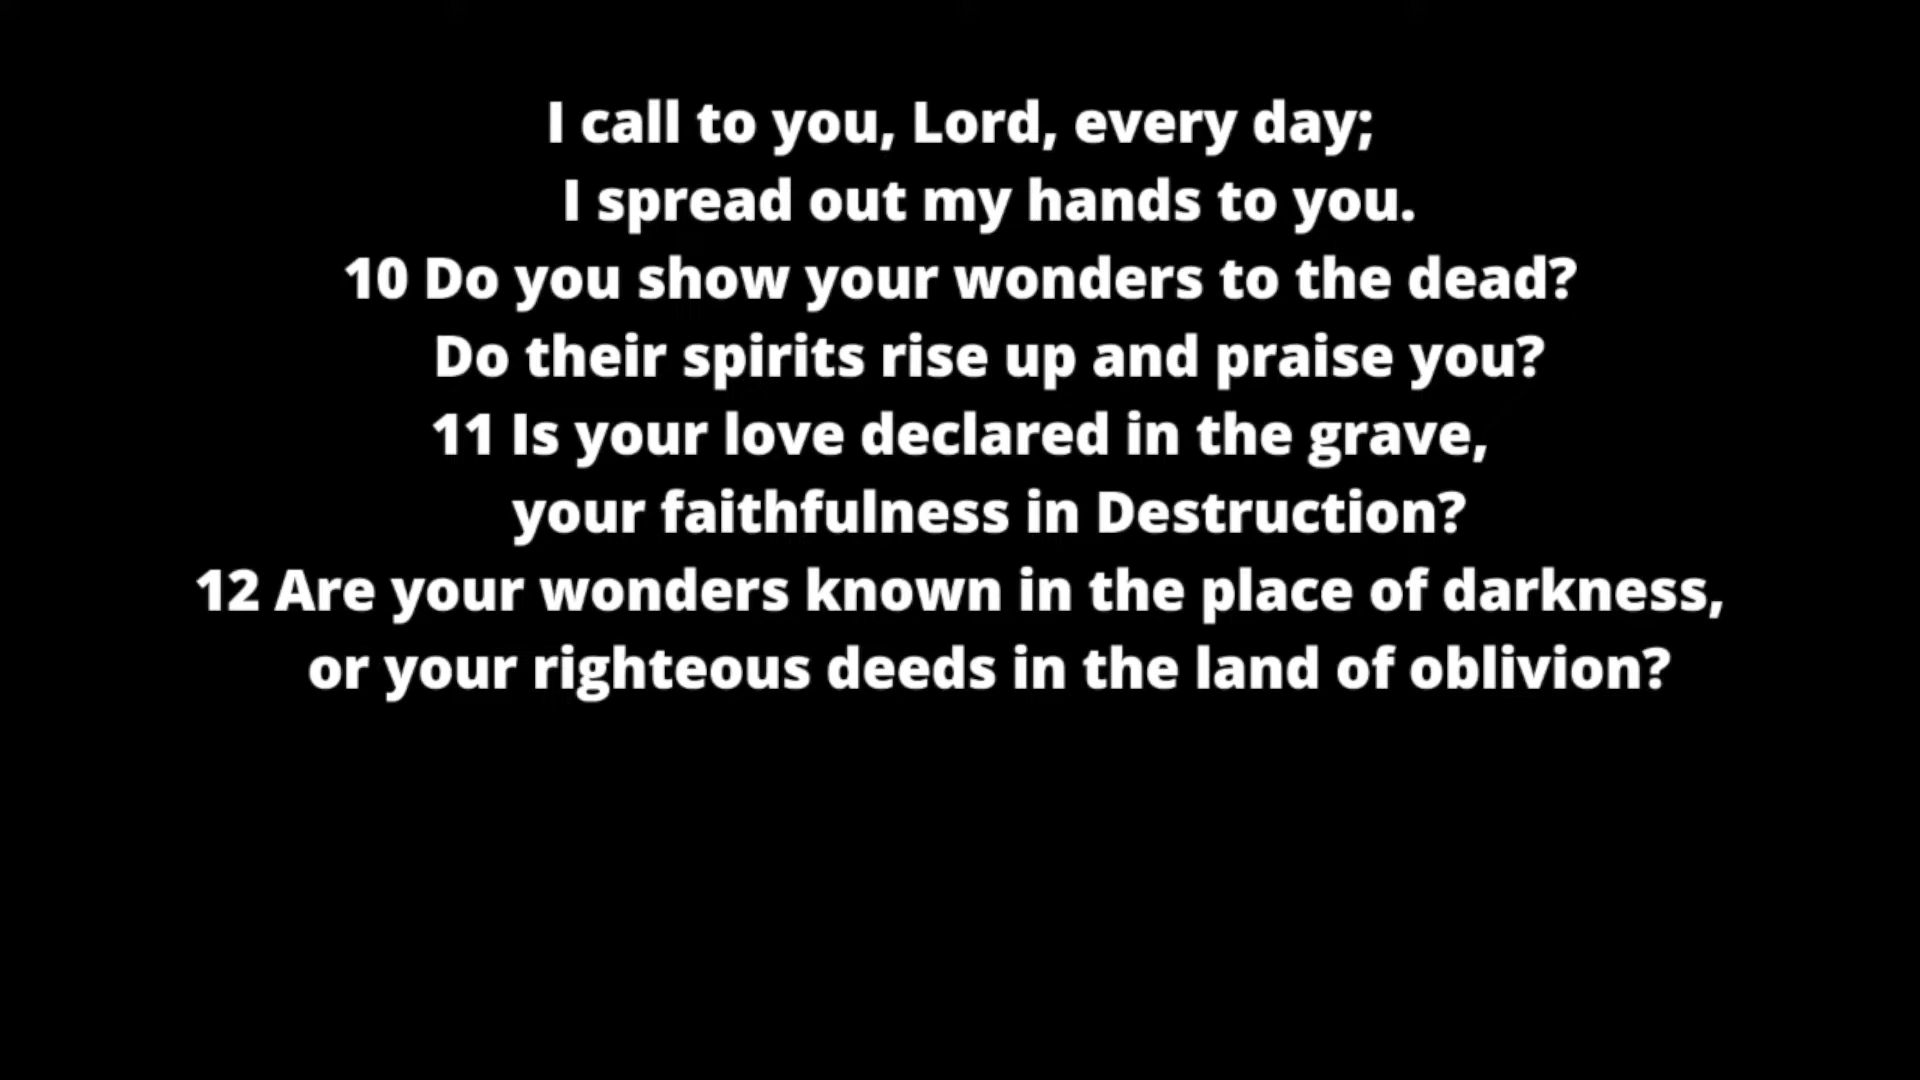 I call to you, Lord, every day;
I spread out my hands to you.
10 Do you show your wonders to the dead?
Do their spirits rise up and praise you?
11 Is your love declared in the grave,
your faithfulness in Destruction?
12 Are your wonders known in the place of darkness,
or your righteous deeds in the land of oblivion?